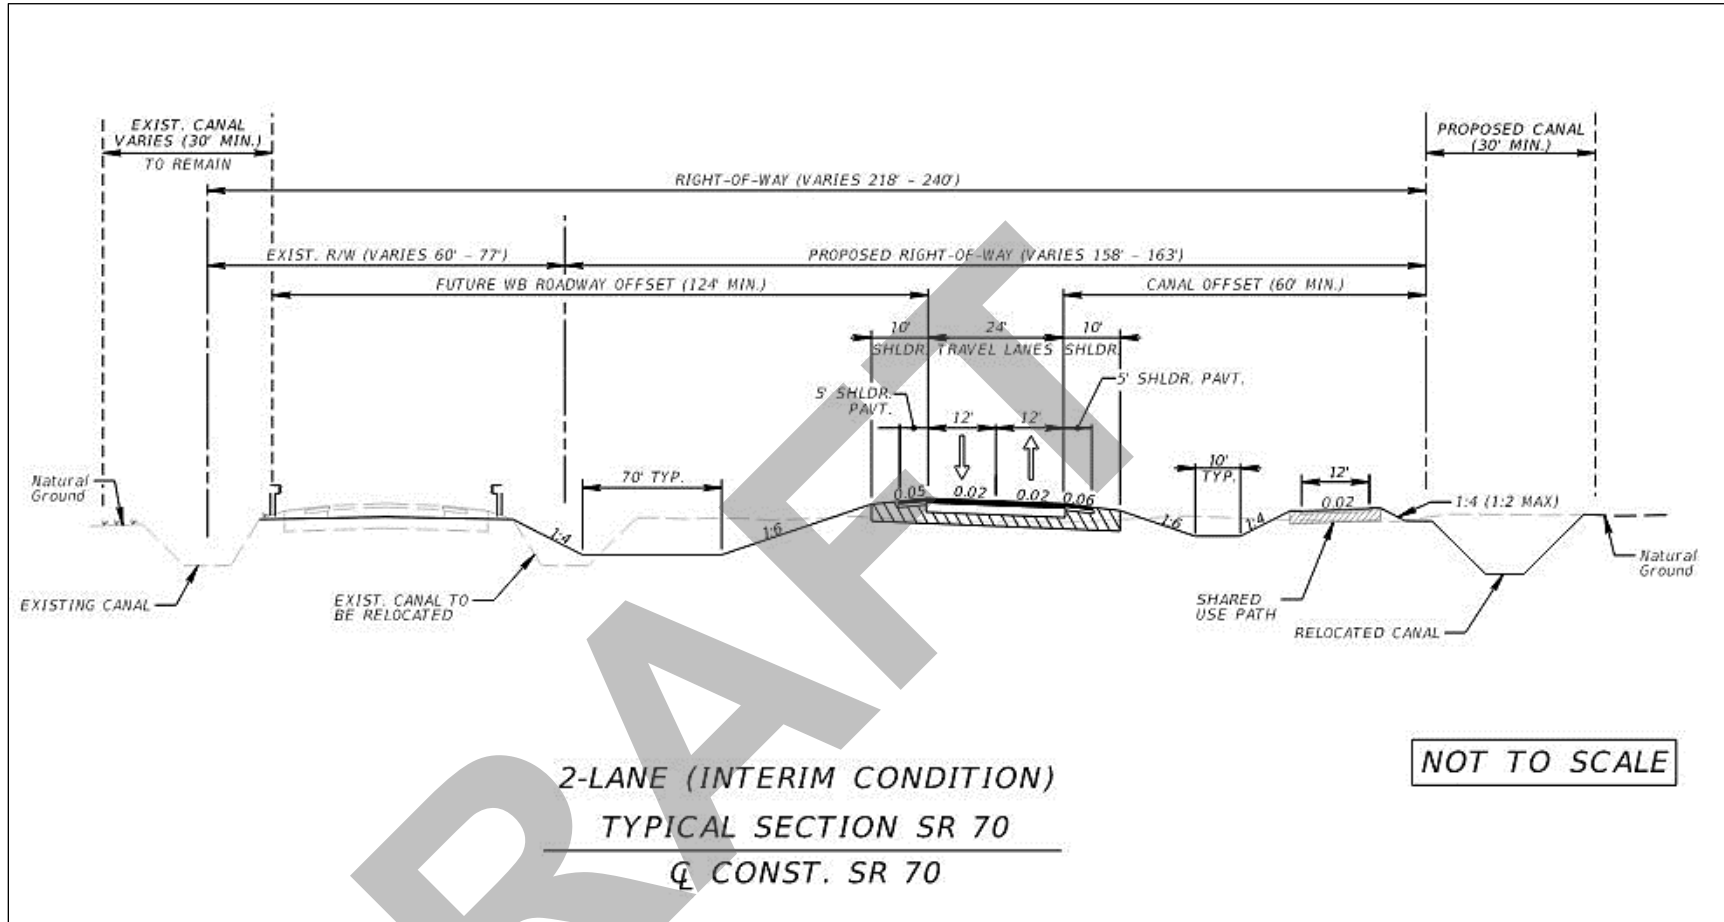 EXIST. CANAL
VARIES (30' MIN.)
TO REMAIN
PROPOSED CANAL
(30' MIN.)
RIGHT-OF-WAY (VARIES 218' - 240')
EXIST. R/W (VARIES 60' - 77')
PROPOSED RIGHT-OF-WAY (VARIES 158' - 163')
FUTURE WB ROADWAY OFFSET (124' MIN.)
CANAL OFFSET (60' MIN.)
10'
24'
10'
SHLDR.
TRAVEL LANES
SHLDR.
5' SHLDR.
PAVT.
5' SHLDR. PAVT.
12'
12'
Natural
Ground
70' TYP.
10'
TYP.
12'
0.05
0.02
0.02
0.06
0.02
1:4 (1:2 MAX)
1:4
1:6
1:6
1:4
Natural
Ground
EXISTING CANAL
EXIST. CANAL TO
BE RELOCATED
SHARED
USE PATH
RELOCATED CANAL
2-LANE (INTERIM CONDITION)
TYPICAL SECTION SR 70
℄ CONST. SR 70
NOT TO SCALE
DRAFT